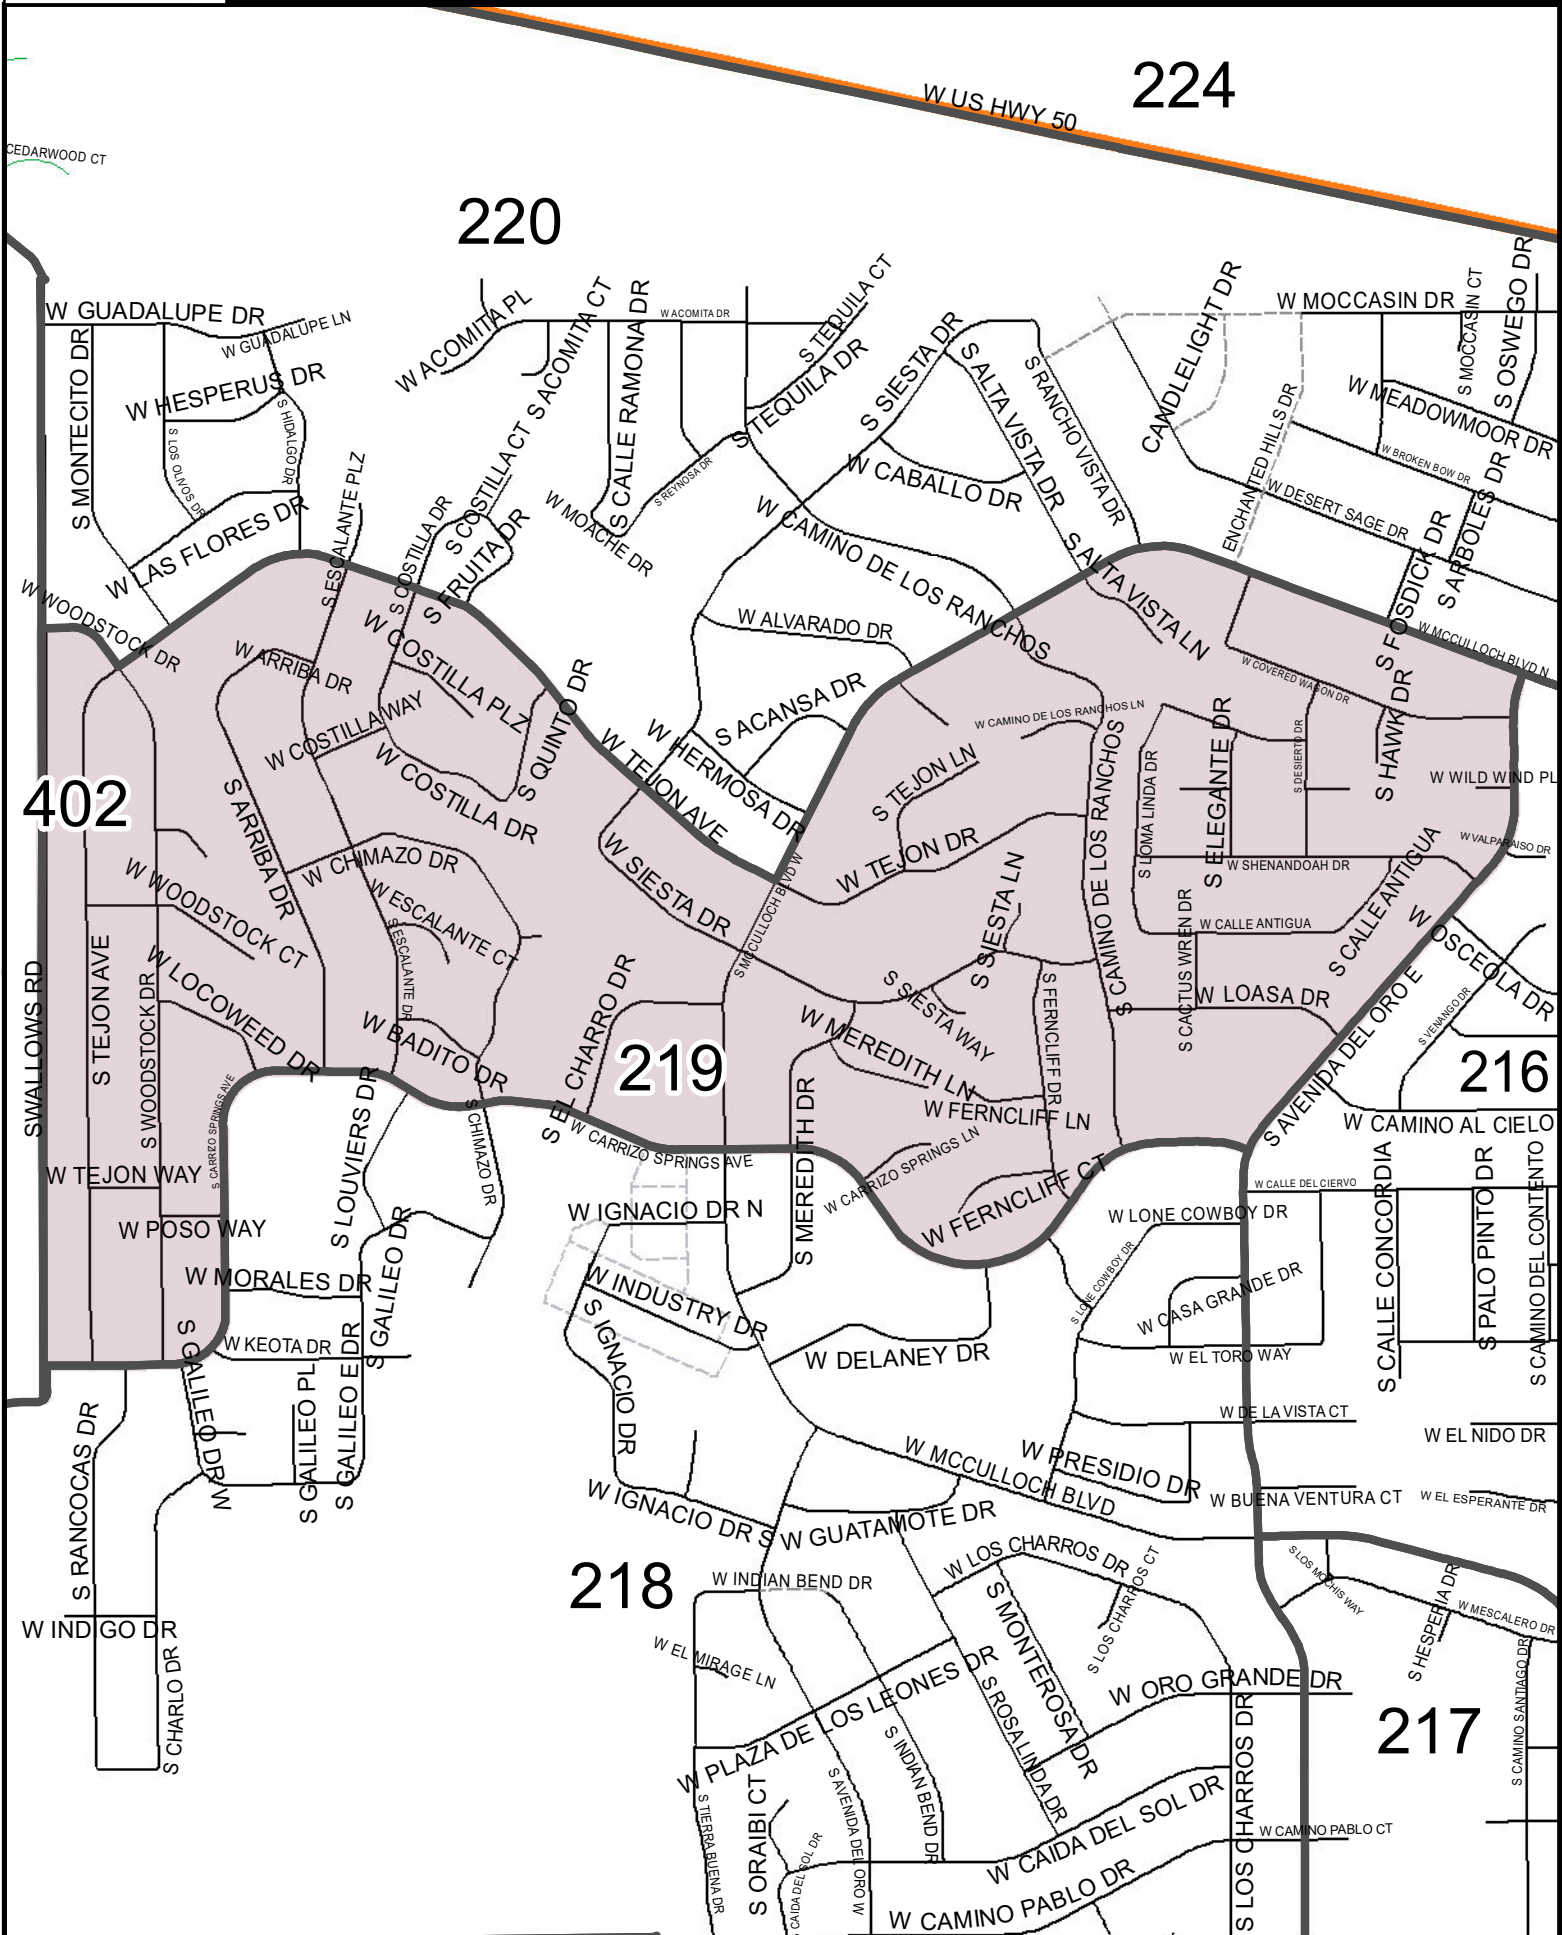 224
W US HWY 50
CEDARWOOD CT
220
W GUADALUPE DR
W GUADALUPE LN
W ACOMITA PL
S ACOMITA CT
S CALLE RAMONA DR
W ACOMITA DR
S TEQUILA CT
S TEQUILA DR
S SIESTA DR
S ALTA VISTA DR
S RANCHO VISTA DR
CANDLELIGHT DR
W MOCCASIN DR
S MOCCASIN CT
S OSWEGO DR
S MONTECITO DR
W HESPERUS DR
S HIDALGO DR
S LOS OLIVOS DR
W LAS FLORES DR
S ESCALANTE PLZ
S COSTILLA DR
S COSTILLA CT
S FRUITA DR
W MOACHE DR
S REYNOSA DR
W CABALLO DR
W CAMINO DE LOS RANCHOS
ENCHANTED HILLS DR
W MEADOWMOOR DR
W BROKEN BOW DR
W DESERT SAGE DR
S ARBOLES DR
S FOSDICK DR
W MCCULLOCH BLVD N
W WOODSTOCK DR
W ARRIBA DR
W COSTILLA PLZ
W COSTILLA WAY
W COSTILLA DR
S QUINTO DR
W ALVARADO DR
S ACANSA DR
W HERMOSA DR
W TEJON AVE
S ALTA VISTA LN
W COVERED WAGON DR
W CAMINO DE LOS RANCHOS LN
S CAMINO DE LOS RANCHOS
S LOMA LINDA DR
S ELEGANTE DR
S DESIERTO DR
S HAWK DR
W WILD WIND PL
W VALPARAISO DR
402
S ARRIBA DR
W CHIMAZO DR
W ESCALANTE CT
S ESCALANTE DR
W SIESTA DR
S MCCULLOCH BLVD W
S TEJON LN
W TEJON DR
S SIESTA LN
W SHENANDOAH DR
W CALLE ANTIGUA
S CALLE ANTIGUA
W OSCEOLA DR
S VENANGO DR
W WOODSTOCK CT
W LOCOWEED DR
S TEJON AVE
S WOODSTOCK DR
SWALLOWS RD
W BADITO DR
S EL CHARRO DR
219
W MEREDITH LN
S SIESTA WAY
S FERNCLIFF DR
W FERNCLIFF LN
S CACTUS WREN DR
W LOASA DR
S AVENIDA DEL ORO E
216
W CAMINO AL CIELO
S CARRIZO SPRINGS AVE
S LOUVIERS DR
S CHIMAZO DR
W CARRIZO SPRINGS AVE
S MEREDITH DR
W CARRIZO SPRINGS LN
W FERNCLIFF CT
W TEJON WAY
W POSO WAY
W MORALES DR
W KEOTA DR
S GALILEO DR
W IGNACIO DR N
W INDUSTRY DR
S IGNACIO DR
W DELANEY DR
W LONE COWBOY DR
S LONE COWBOY DR
W CASA GRANDE DR
W EL TORO WAY
W CALLE DEL CIERVO
S CALLE CONCORDIA
S PALO PINTO DR
S CAMINO DEL CONTENTO
W DE LA VISTA CT
W EL NIDO DR
S RANCOCAS DR
S GALILEO DR W
S GALILEO PL
S GALILEO E DR
W IGNACIO DR S
W MCCULLOCH BLVD
W PRESIDIO DR
W BUENA VENTURA CT
W EL ESPERANTE DR
W GUATAMOTE DR
218
W INDIAN BEND DR
W LOS CHARROS DR
S LOS CHARROS CT
S LOS MOCHIS WAY
S HESPERIA DR
W MESCALERO DR
W INDIGO DR
S CHARLO DR
W EL MIRAGE LN
W PLAZA DE LOS LEONES DR
S MONTEROSA DR
S ROSA LINDA DR
W ORO GRANDE DR
217
S CAMINO SANTIAGO DR
S TIERRA BUENA DR
S ORAIBI CT
S AVENIDA DEL ORO W
S INDIAN BEND DR
CAIDA DEL SOL DR
W CAIDA DEL SOL DR
S LOS CHARROS DR
W CAMINO PABLO CT
W CAMINO PABLO DR